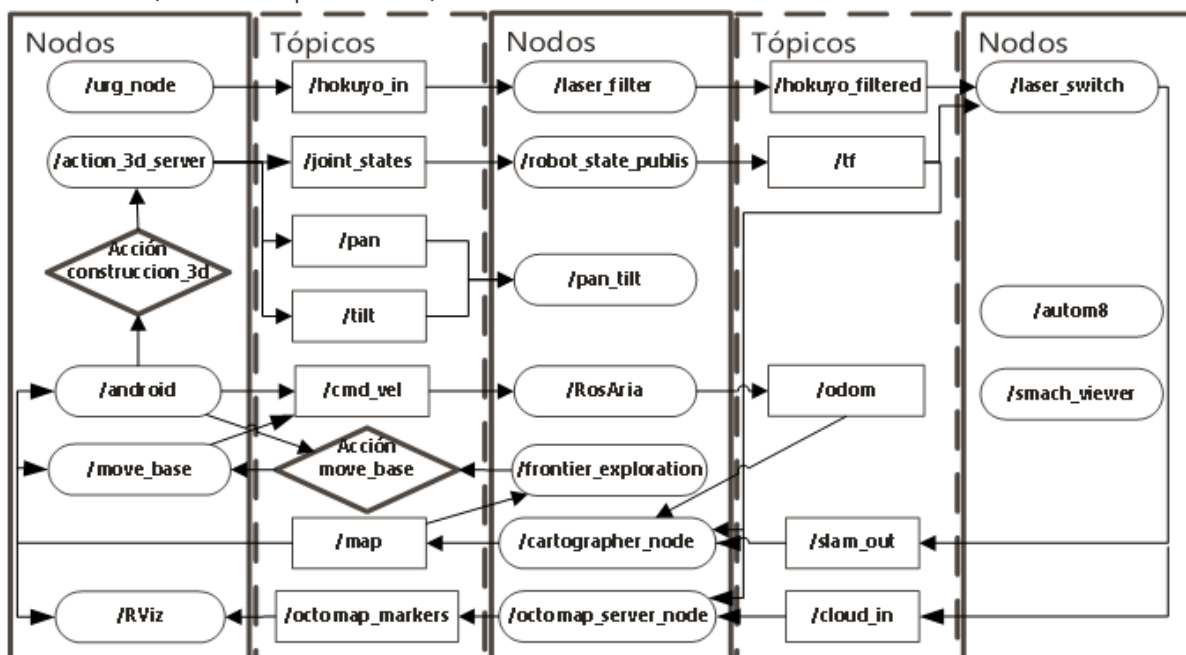 Nodos
Tópicos
Nodos
Tópicos
Nodos
/urg_node
/hokuyo_in
/laser_filter
/hokuyo_filtered
/laser_switch
/action_3d_server
/joint_states
/robot_state_publis
/tf
/pan
Acción
construccion_3d
/pan_tilt
/tilt
/autom8
/android
/cmd_vel
/RosAria
/odom
/smach_viewer
Acción
move_base
/move_base
/frontier_exploration
/map
/cartographer_node
/slam_out
/RViz
/octomap_markers
/octomap_server_node
/cloud_in